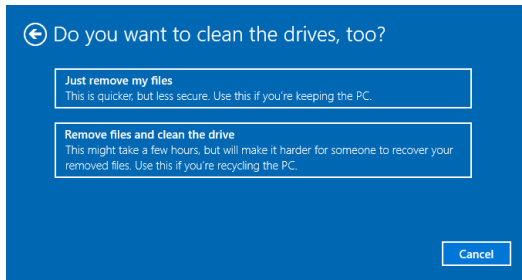 Do you want to clean the drives, too?
Just remove my files
This is quicker, but less secure. Use this if you're keeping the PC.
Remove files and clean the drive
This might take a few hours, but will make it harder for someone to recover your
removed files. Use this if you're recycling the PC.
Cancel